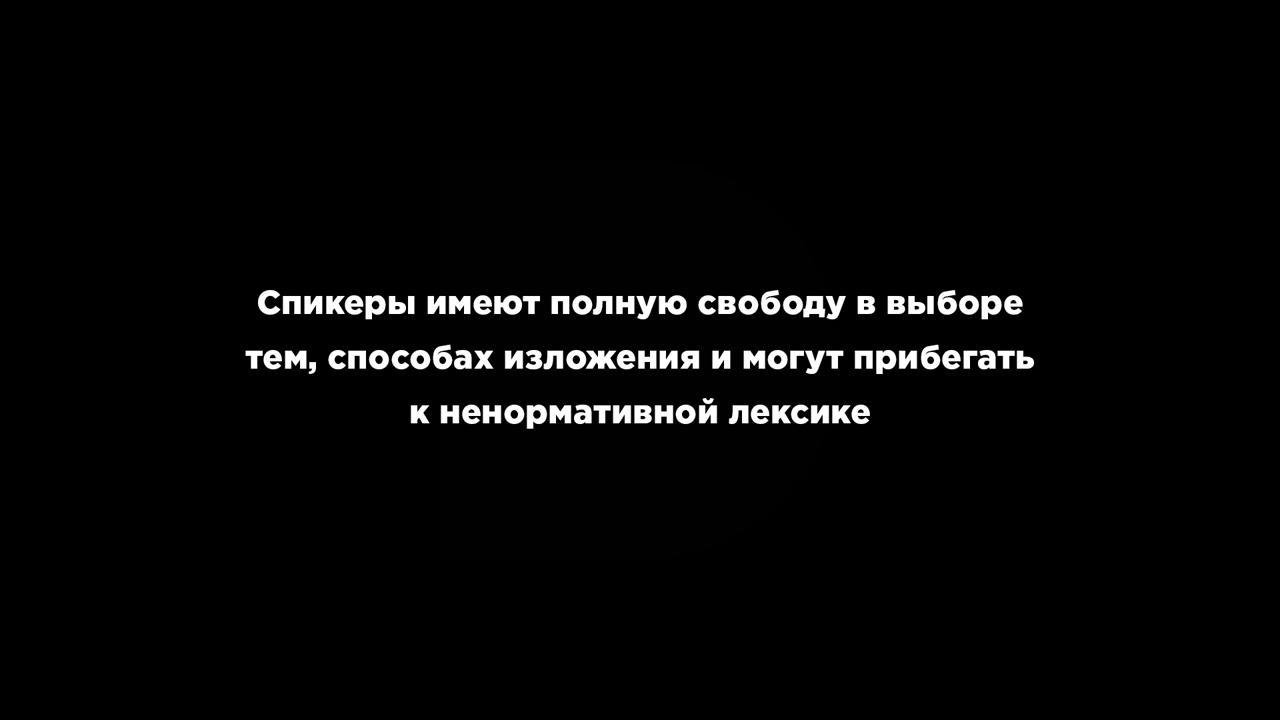 Спикеры имеют полную свободу в выборе
тем, способах изложения и могут прибегать
к ненормативной лексике